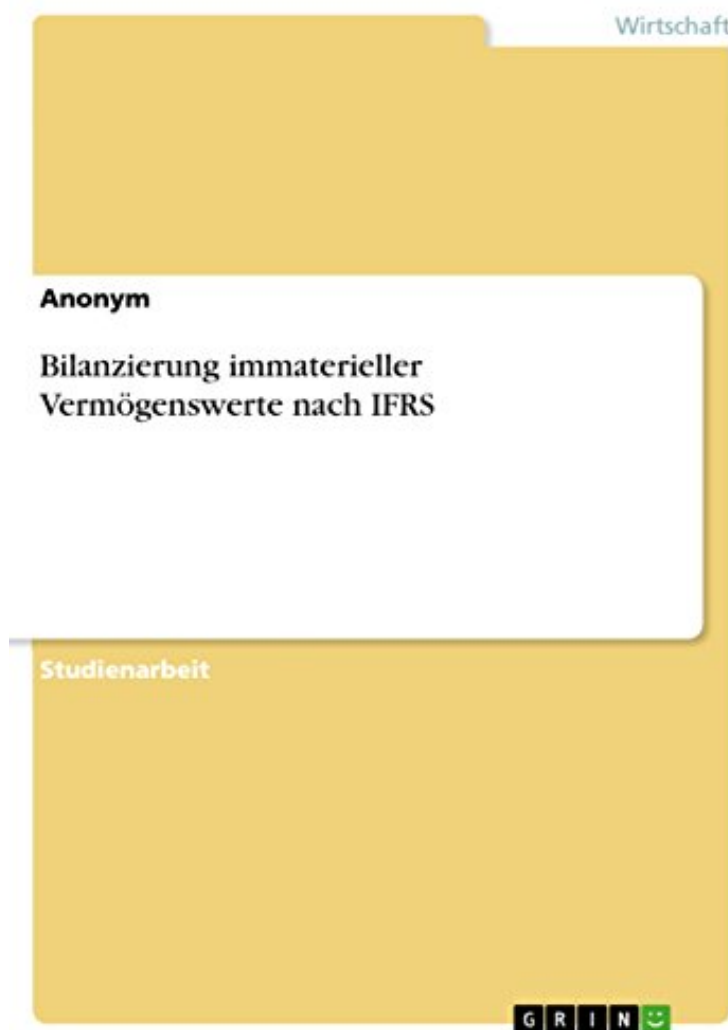 Wirtschaft
Anonym
Bilanzierung immaterieller
Vermögenswerte nach IFRS
Studienarbeit
GRIN